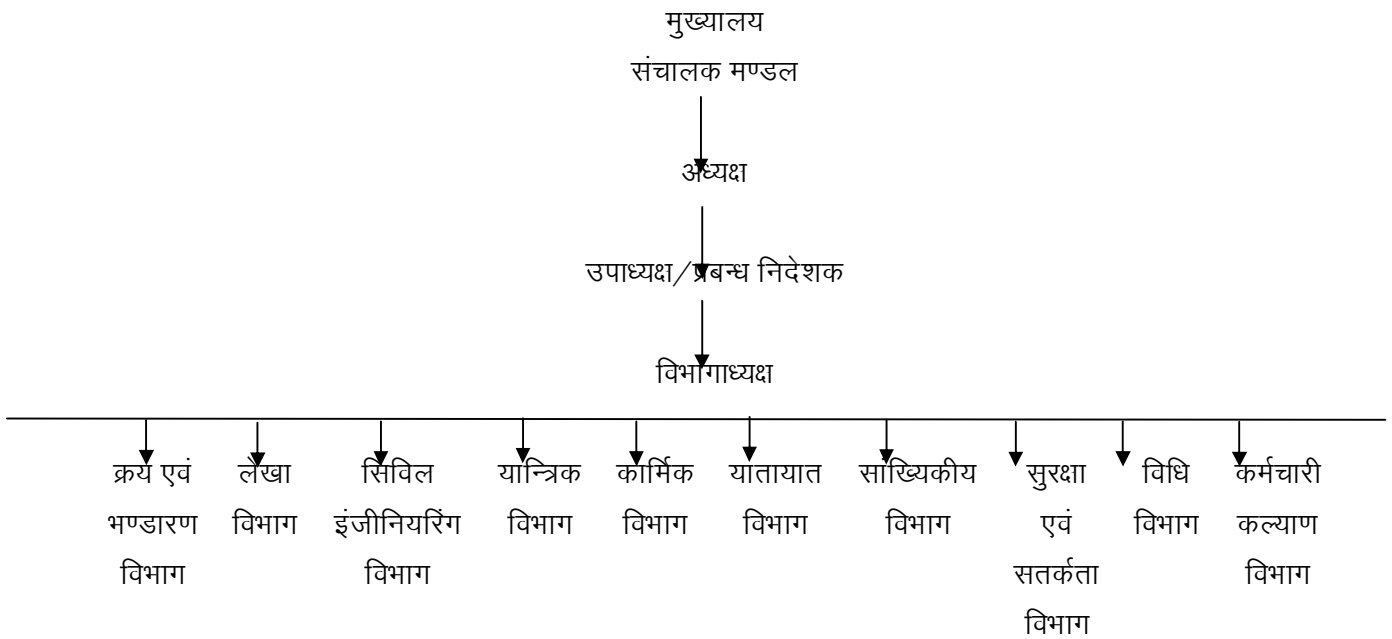 मुख्यालय
संचालक मण्डल
अध्यक्ष
उपाध्यक्ष/प्रबन्ध निदेशक
विभागाध्यक्ष
क्रय एवं
भण्डारण
विभाग
लेखा
विभाग
सिविल
इंजीनियरिंग
विभाग
यान्त्रिक
विभाग
कार्मिक
विभाग
यातायात
विभाग
सांख्यिकीय
विभाग
सुरक्षा
एवं
सतर्कता
विभाग
विधि
विभाग
कर्मचारी
कल्याण
विभाग